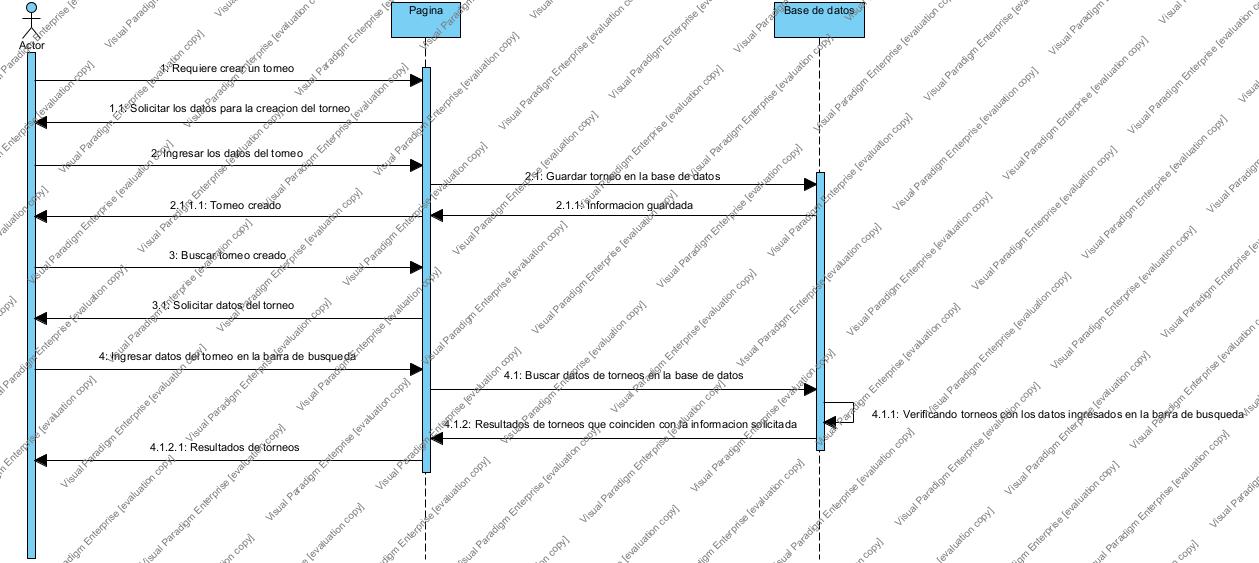 Actor
Pagina
Base de datos
1: Requiere crear un torneo
1.1: Solicitar los datos para la creacion del torneo
2: Ingresar los datos del torneo
2.1: Guardar torneo en la base de datos
2.1.1: Informacion guardada
2.1.1.1: Torneo creado
3: Buscar torneo creado
3.1: Solicitar datos del torneo
4: Ingresar datos del torneo en la barra de busqueda
4.1: Buscar datos de torneos en la base de datos
4.1.1: Verificando torneos con los datos ingresados en la barra de busqueda
4.1.2: Resultados de torneos que coinciden con la informacion solicitada
4.1.2.1: Resultados de torneos
Visual Paradigm Enterprise [evaluation copy]